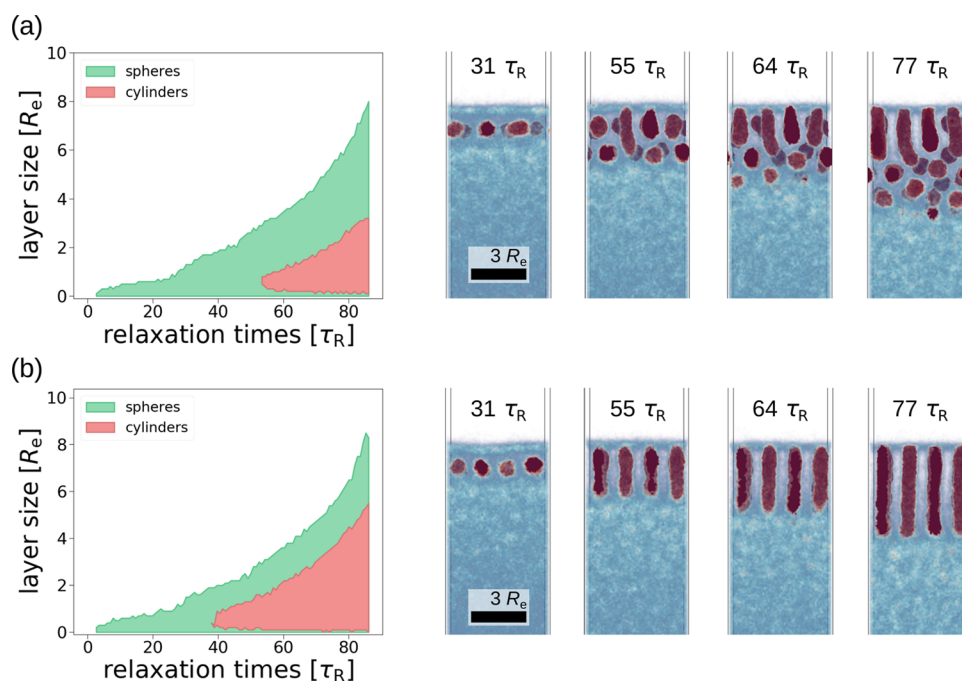 (a)
10
8
6
4
2
0
layer size [Re]
spheres
cylinders
0 20 40 60 80
relaxation times [τR]
31 τR
55 τR
64 τR
77 τR
3 Re
(b)
10
8
6
4
2
0
layer size [Re]
spheres
cylinders
0 20 40 60 80
relaxation times [τR]
31 τR
55 τR
64 τR
77 τR
3 Re